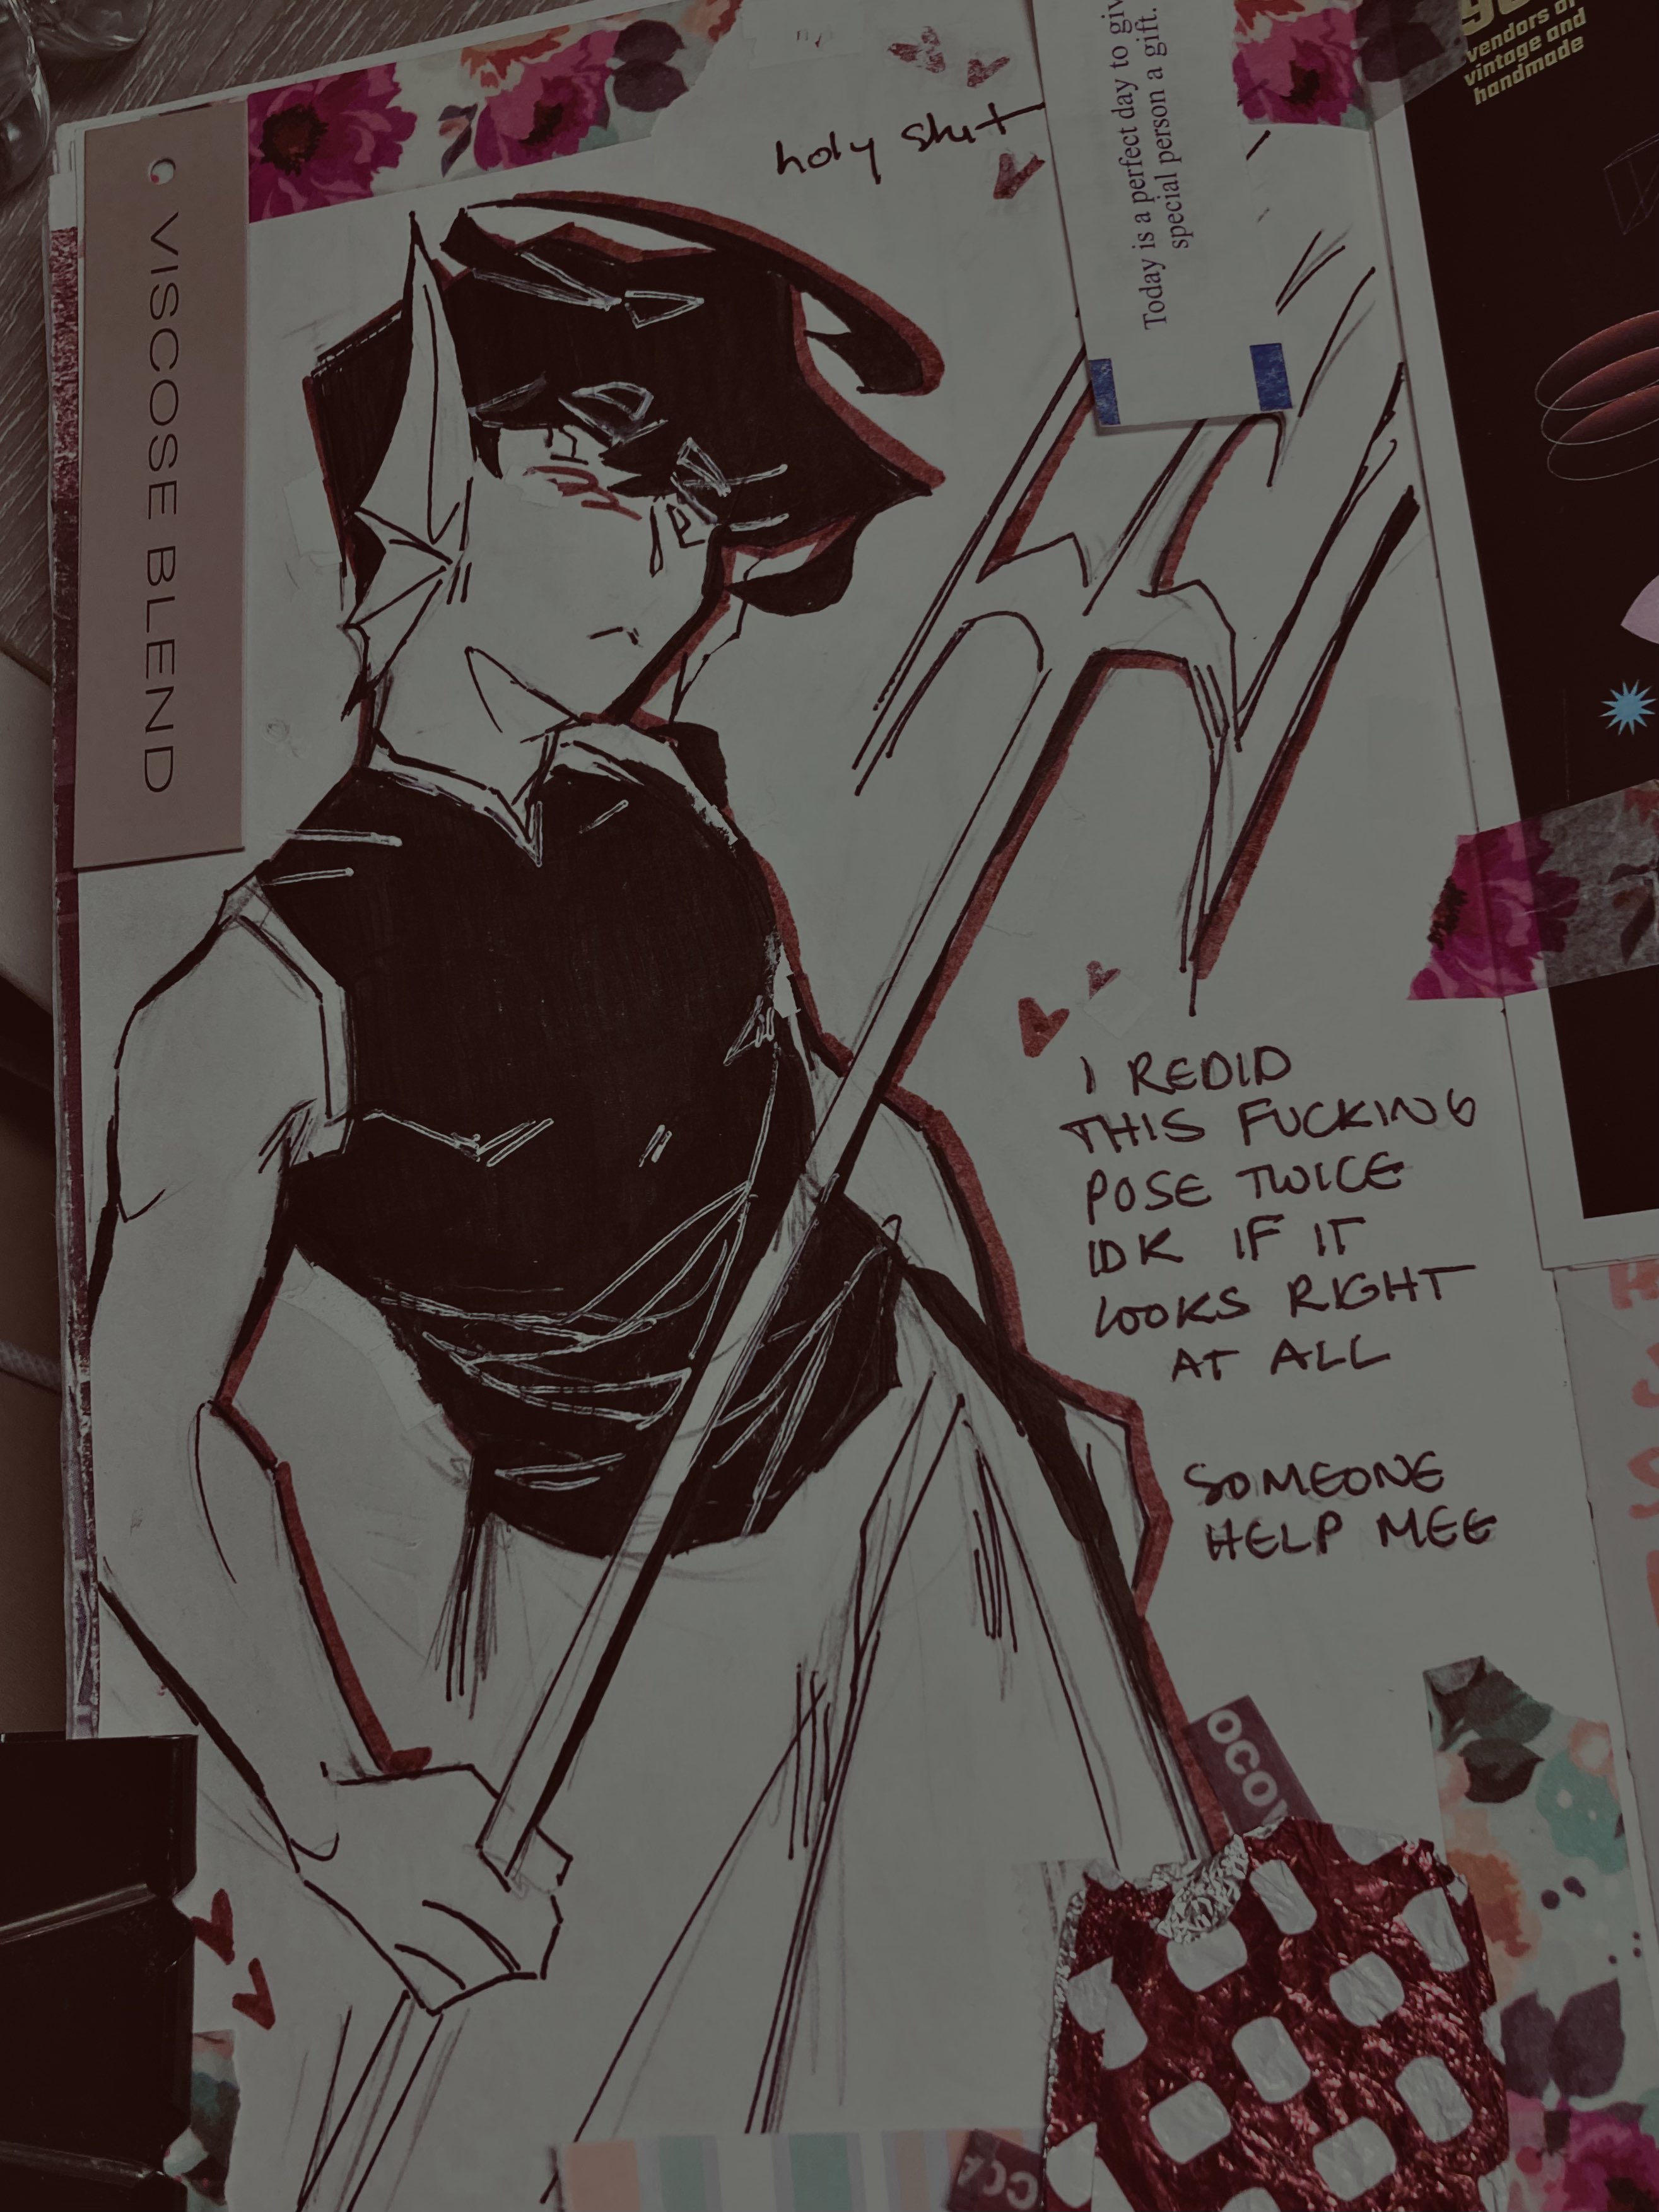 VISCOSE BLEND
holy shit
Today is a perfect day to giv
special person a gift.
vendors of
vintage and
handmade
I REDID
THIS FUCKING
POSE TWICE
IDK IF IT
LOOKS RIGHT
AT ALL
SOMEONE
HELP MEE
OCO